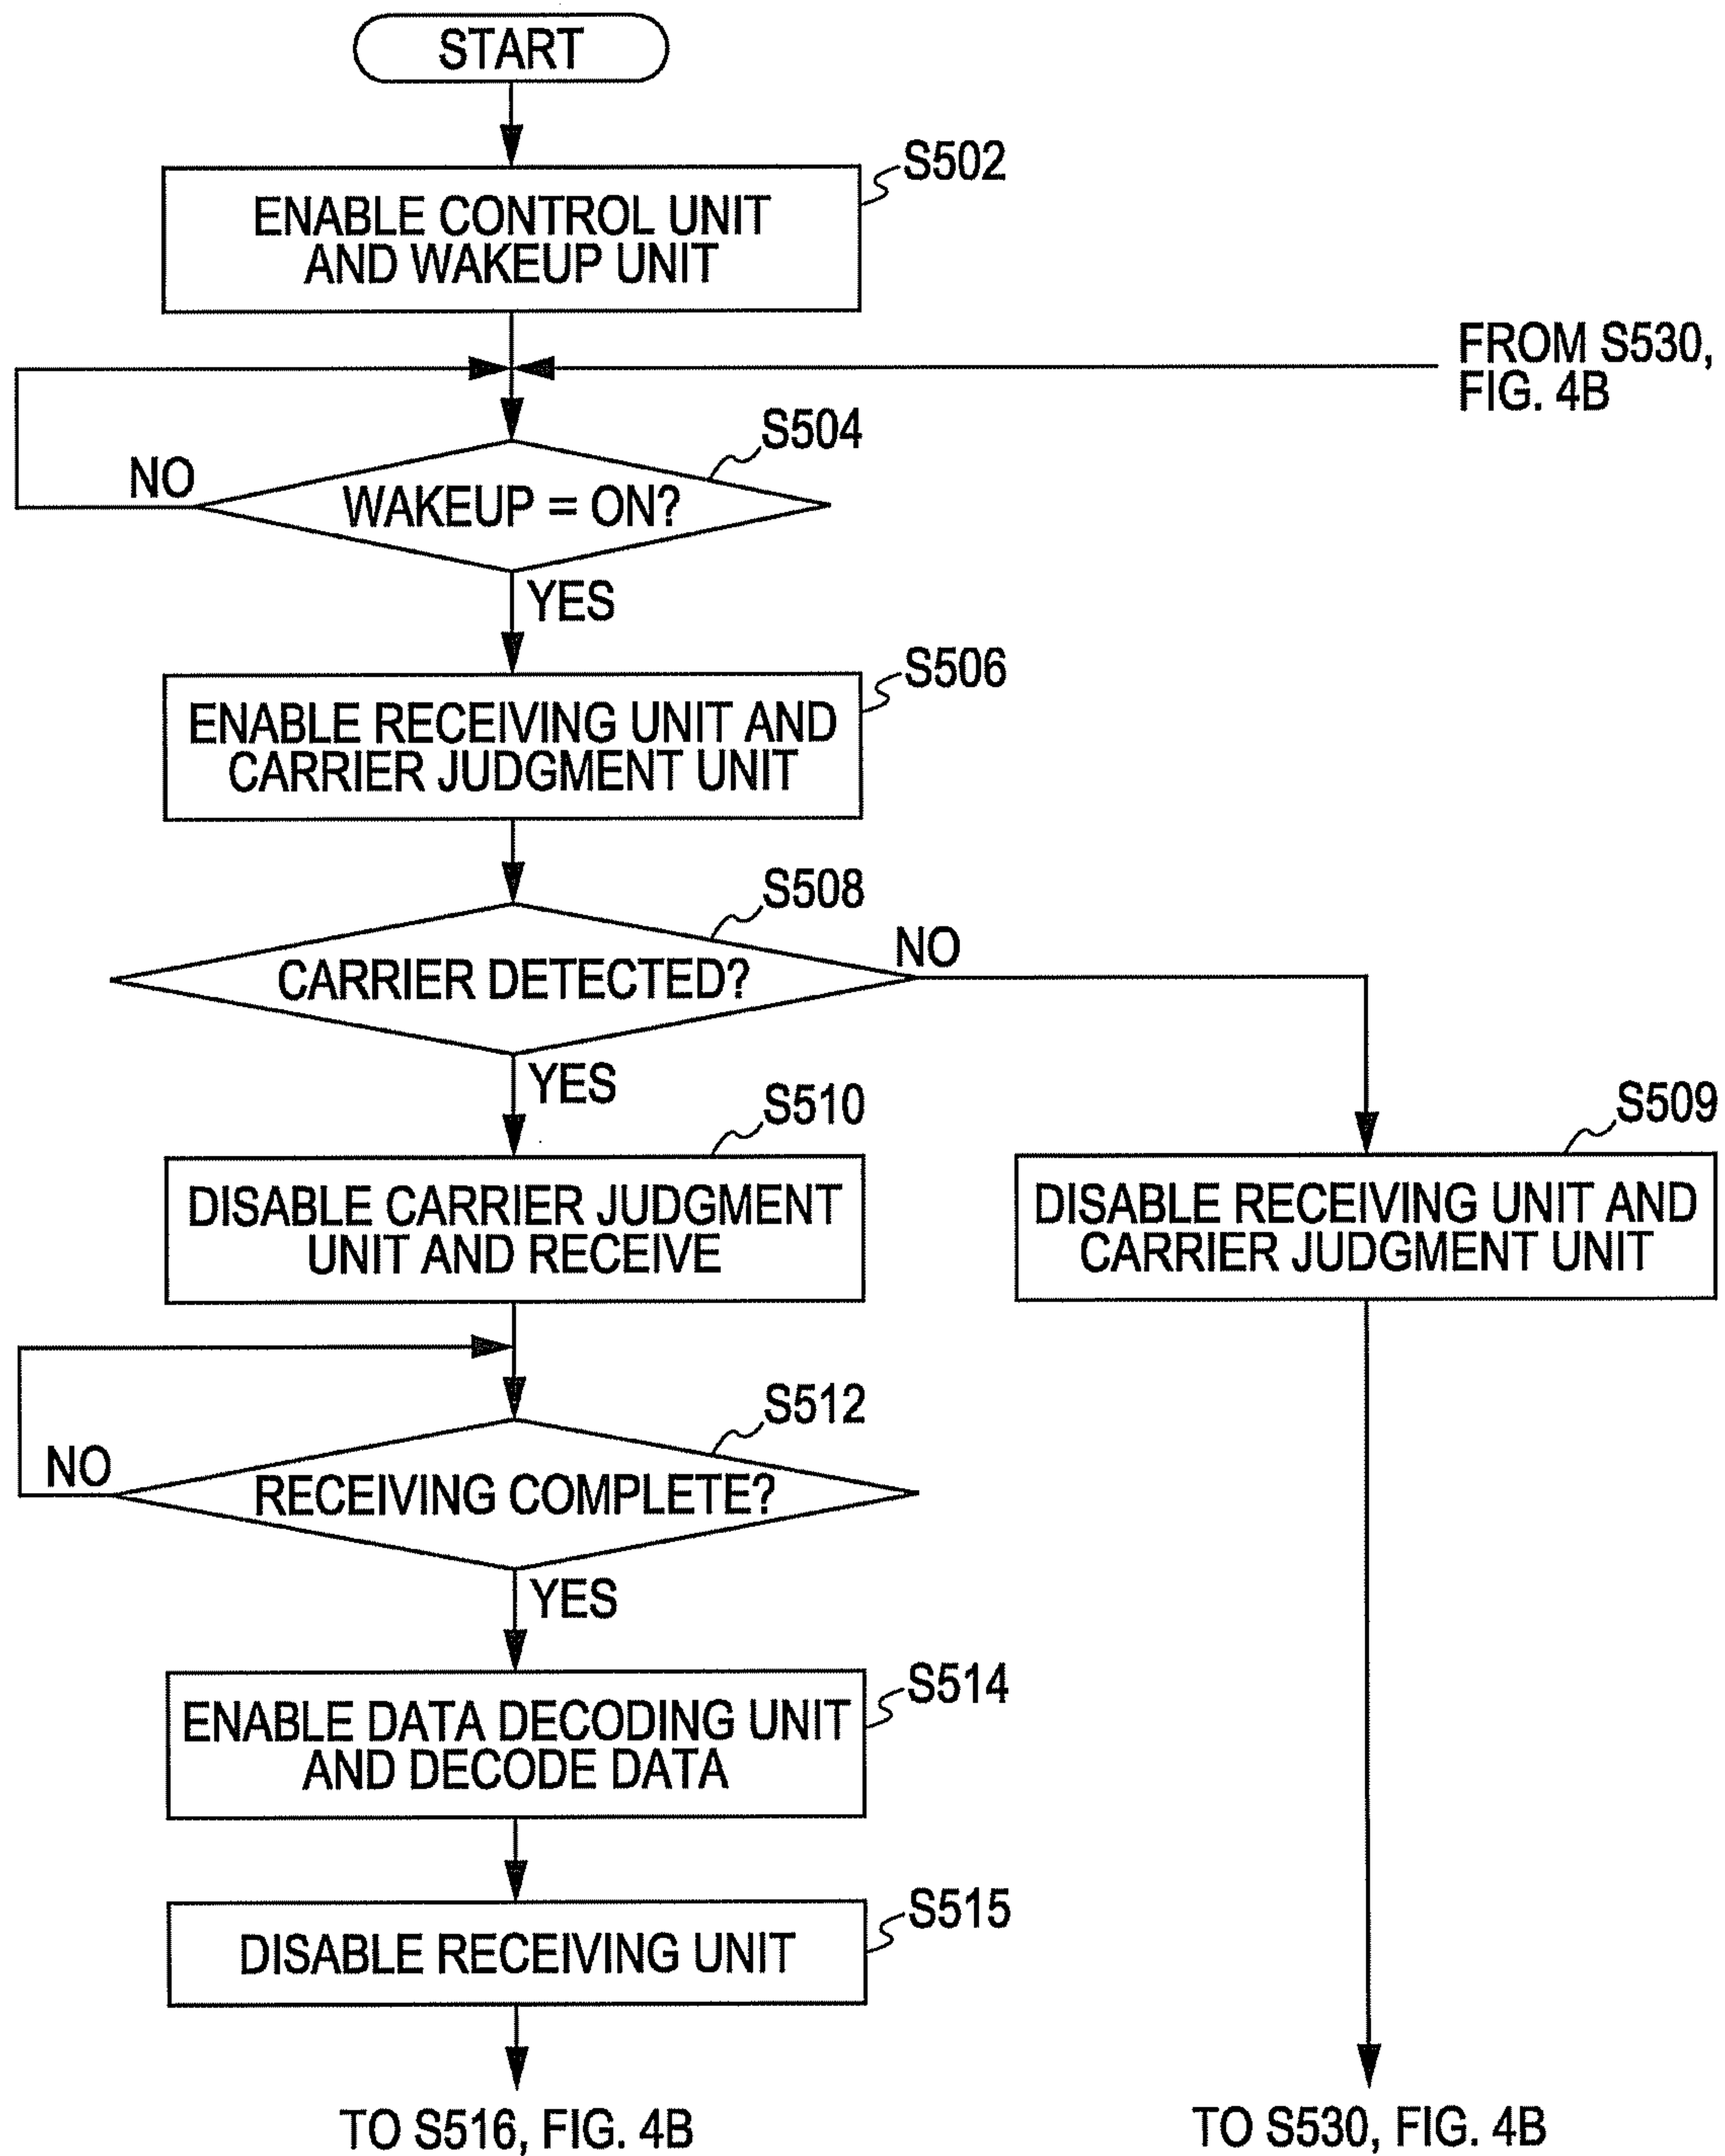 START
S502
ENABLE CONTROL UNIT
AND WAKEUP UNIT
FROM S530,
FIG. 4B
S504
NO
WAKEUP = ON?
YES
S506
ENABLE RECEIVING UNIT AND
CARRIER JUDGMENT UNIT
S508
NO
CARRIER DETECTED?
YES
S510
S509
DISABLE CARRIER JUDGMENT
UNIT AND RECEIVE
DISABLE RECEIVING UNIT AND
CARRIER JUDGMENT UNIT
S512
NO
RECEIVING COMPLETE?
YES
S514
ENABLE DATA DECODING UNIT
AND DECODE DATA
S515
DISABLE RECEIVING UNIT
TO S516, FIG. 4B
TO S530, FIG. 4B